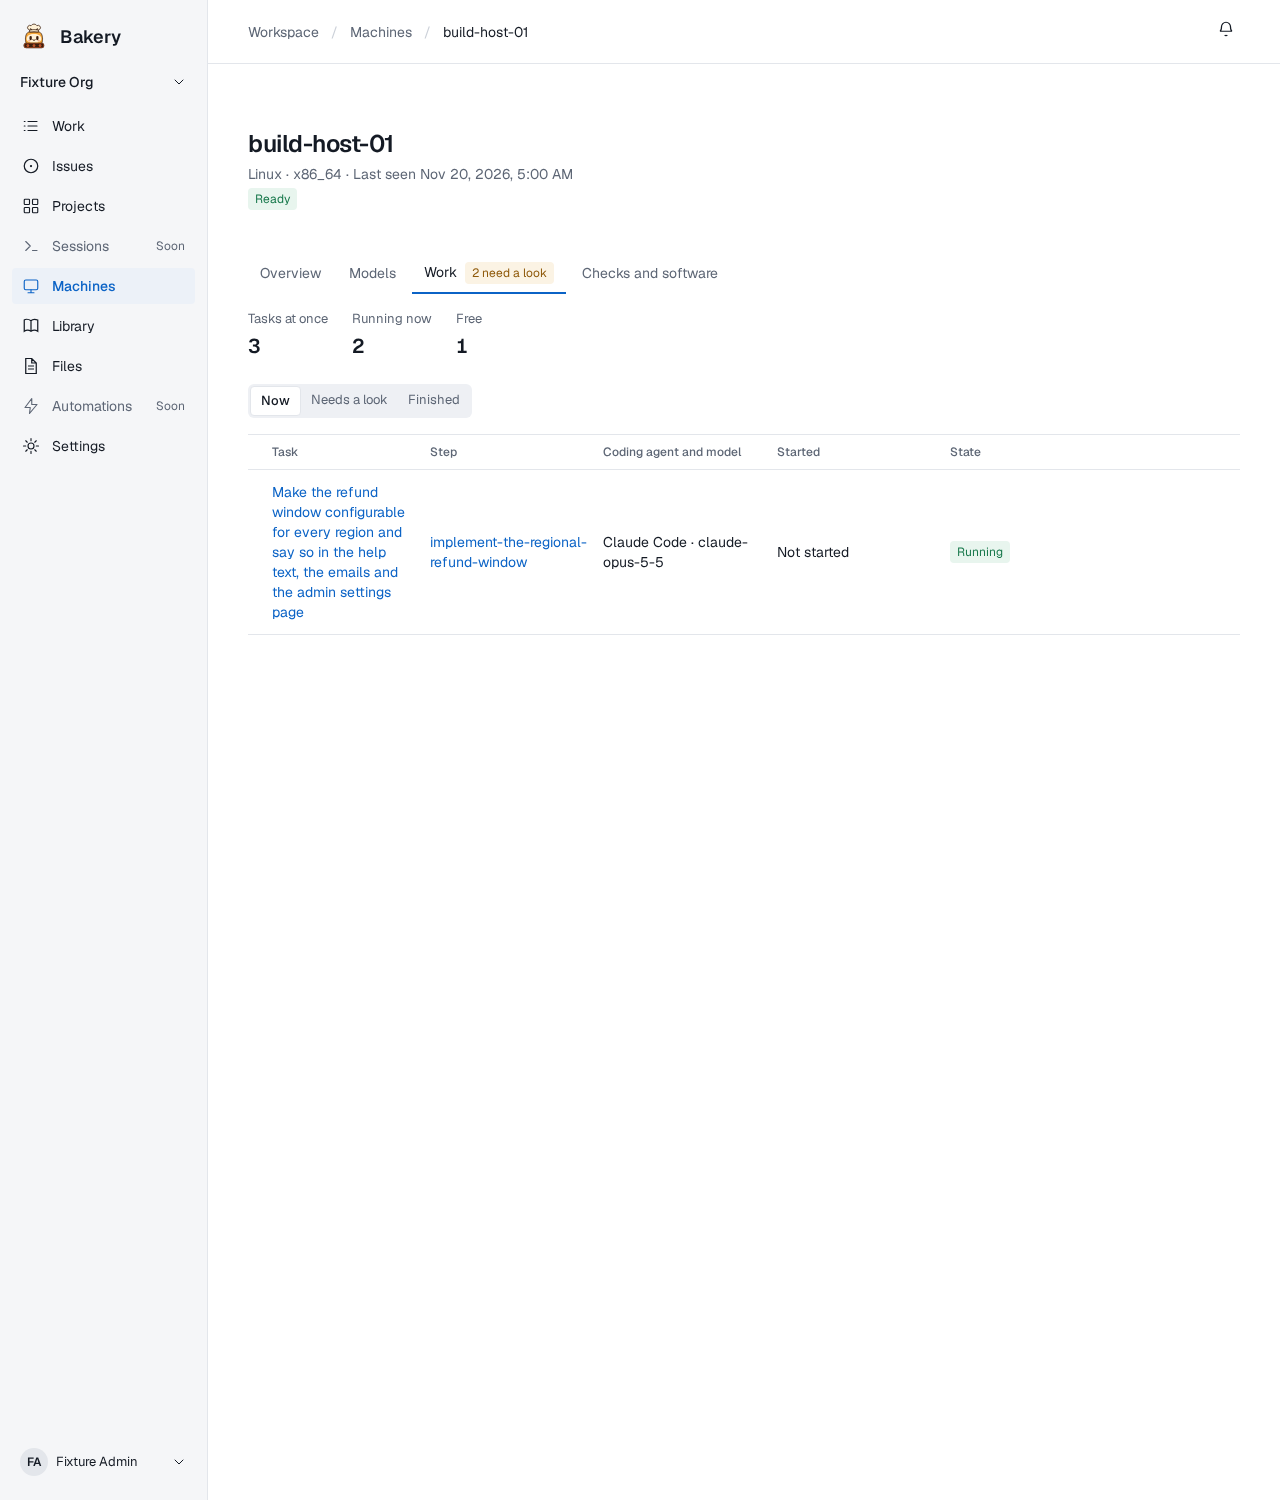 Bakery
Fixture Org
Work
Issues
Projects
Sessions Soon
Machines
Library
Files
Automations Soon
Settings
FA Fixture Admin
Workspace / Machines / build-host-01
build-host-01
Linux · x86_64 · Last seen Nov 20, 2026, 5:00 AM
Ready
Overview Models Work 2 need a look Checks and software
Tasks at once Running now Free
3 2 1
Now Needs a look Finished
Task Step Coding agent and model Started State
Make the refund
window configurable
for every region and
say so in the help
text, the emails and
the admin settings
page
implement-the-regional-
refund-window
Claude Code · claude-
opus-5-5
Not started
Running